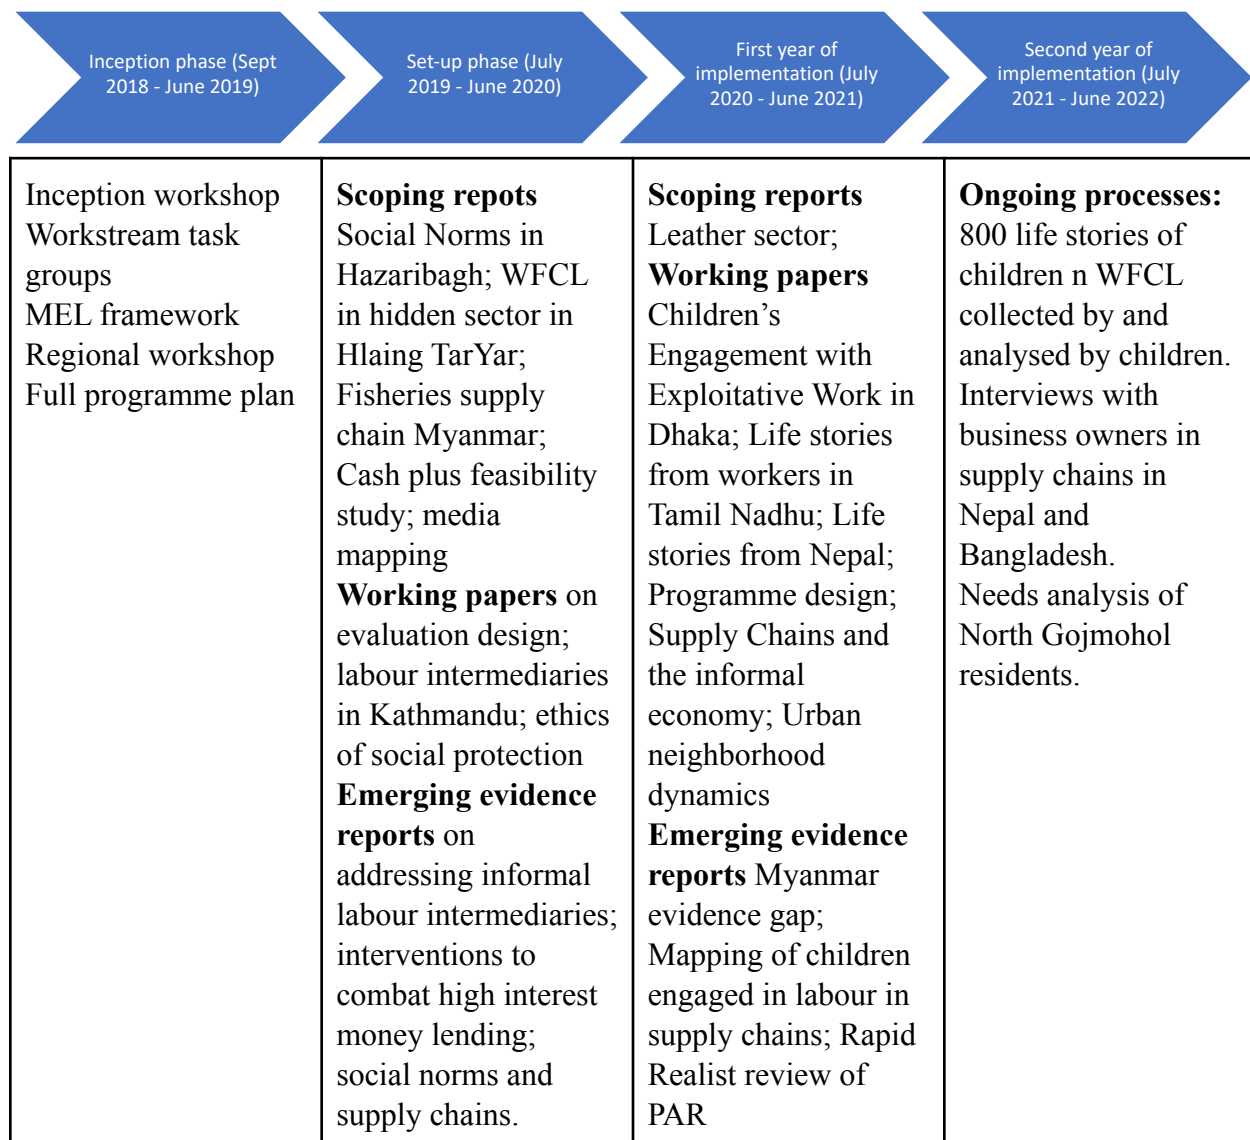 Inception phase (Sept
2018 - June 2019)
Set-up phase (July
2019 - June 2020)
First year of
implementation (July
2020 - June 2021)
Second year of
implementation (July
2021 - June 2022)
Inception workshop
Workstream task
groups
MEL framework
Regional workshop
Full programme plan
Scoping repots
Social Norms in
Hazaribagh; WFCL
in hidden sector in
Hlaing TarYar;
Fisheries supply
chain Myanmar;
Cash plus feasibility
study; media
mapping
Working papers on
evaluation design;
labour intermediaries
in Kathmandu; ethics
of social protection
Emerging evidence
reports on
addressing informal
labour intermediaries;
interventions to
combat high interest
money lending;
social norms and
supply chains.
Scoping reports
Leather sector;
Working papers
Children’s
Engagement with
Exploitative Work in
Dhaka; Life stories
from workers in
Tamil Nadhu; Life
stories from Nepal;
Programme design;
Supply Chains and
the informal
economy; Urban
neighborhood
dynamics
Emerging evidence
reports Myanmar
evidence gap;
Mapping of children
engaged in labour in
supply chains; Rapid
Realist review of
PAR
Ongoing processes:
800 life stories of
children n WFCL
collected by and
analysed by children.
Interviews with
business owners in
supply chains in
Nepal and
Bangladesh.
Needs analysis of
North Gojmohol
residents.